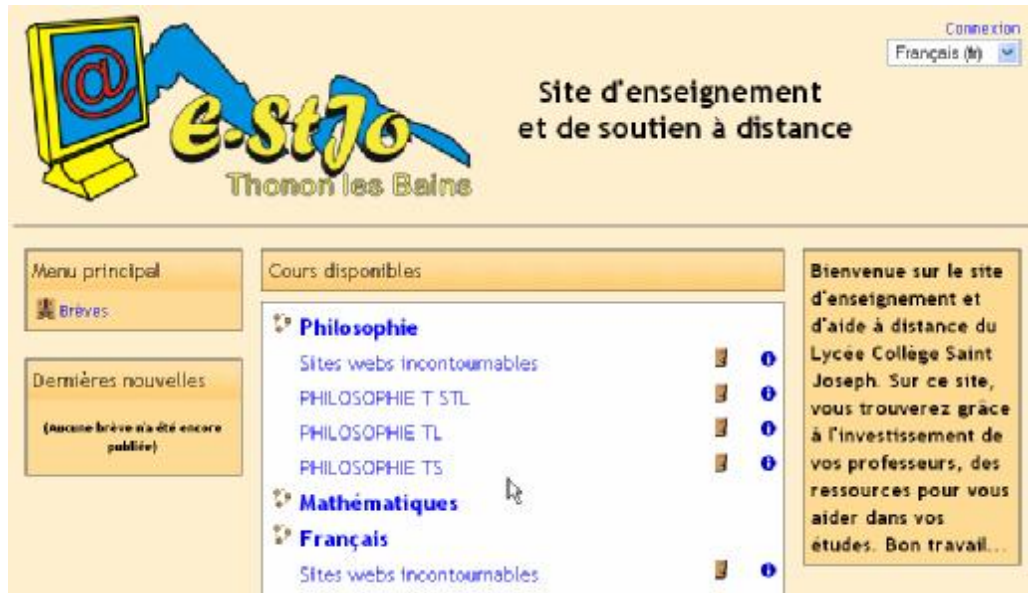 Connexion
Français (fr)
@
E-StJo
Thonon les Bains
Site d'enseignement
et de soutien à distance
Menu principal
Brèves
Dernières nouvelles
(Aucune brève n'a été encore
publiée)
Cours disponibles
Philosophie
Sites webs incontournables
PHILOSOPHIE T STL
PHILOSOPHIE TL
PHILOSOPHIE TS
Mathématiques
Français
Sites webs incontournables
Bienvenue sur le site
d'enseignement et
d'aide à distance du
Lycée Collège Saint
Joseph. Sur ce site,
vous trouverez grâce
à l'investissement de
vos professeurs, des
ressources pour vous
aider dans vos
études. Bon travail...